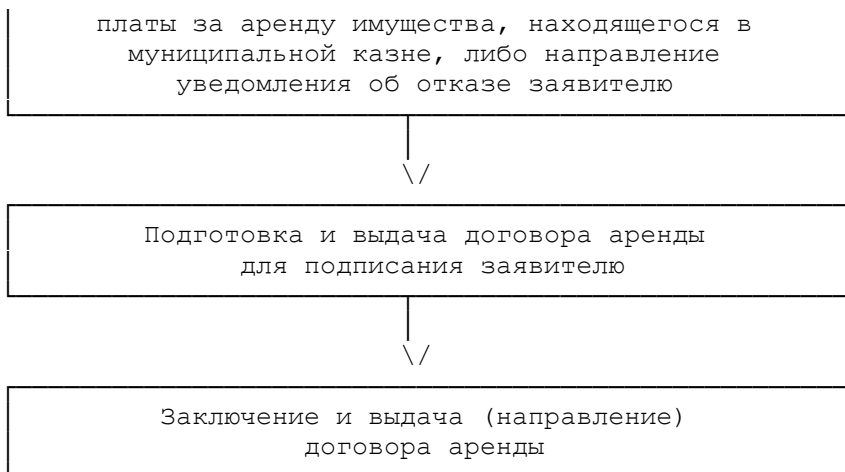 платы за аренду имущества, находящегося в
муниципальной казне, либо направление
уведомления об отказе заявителю
\/
Подготовка и выдача договора аренды
для подписания заявителю
\/
Заключение и выдача (направление)
договора аренды